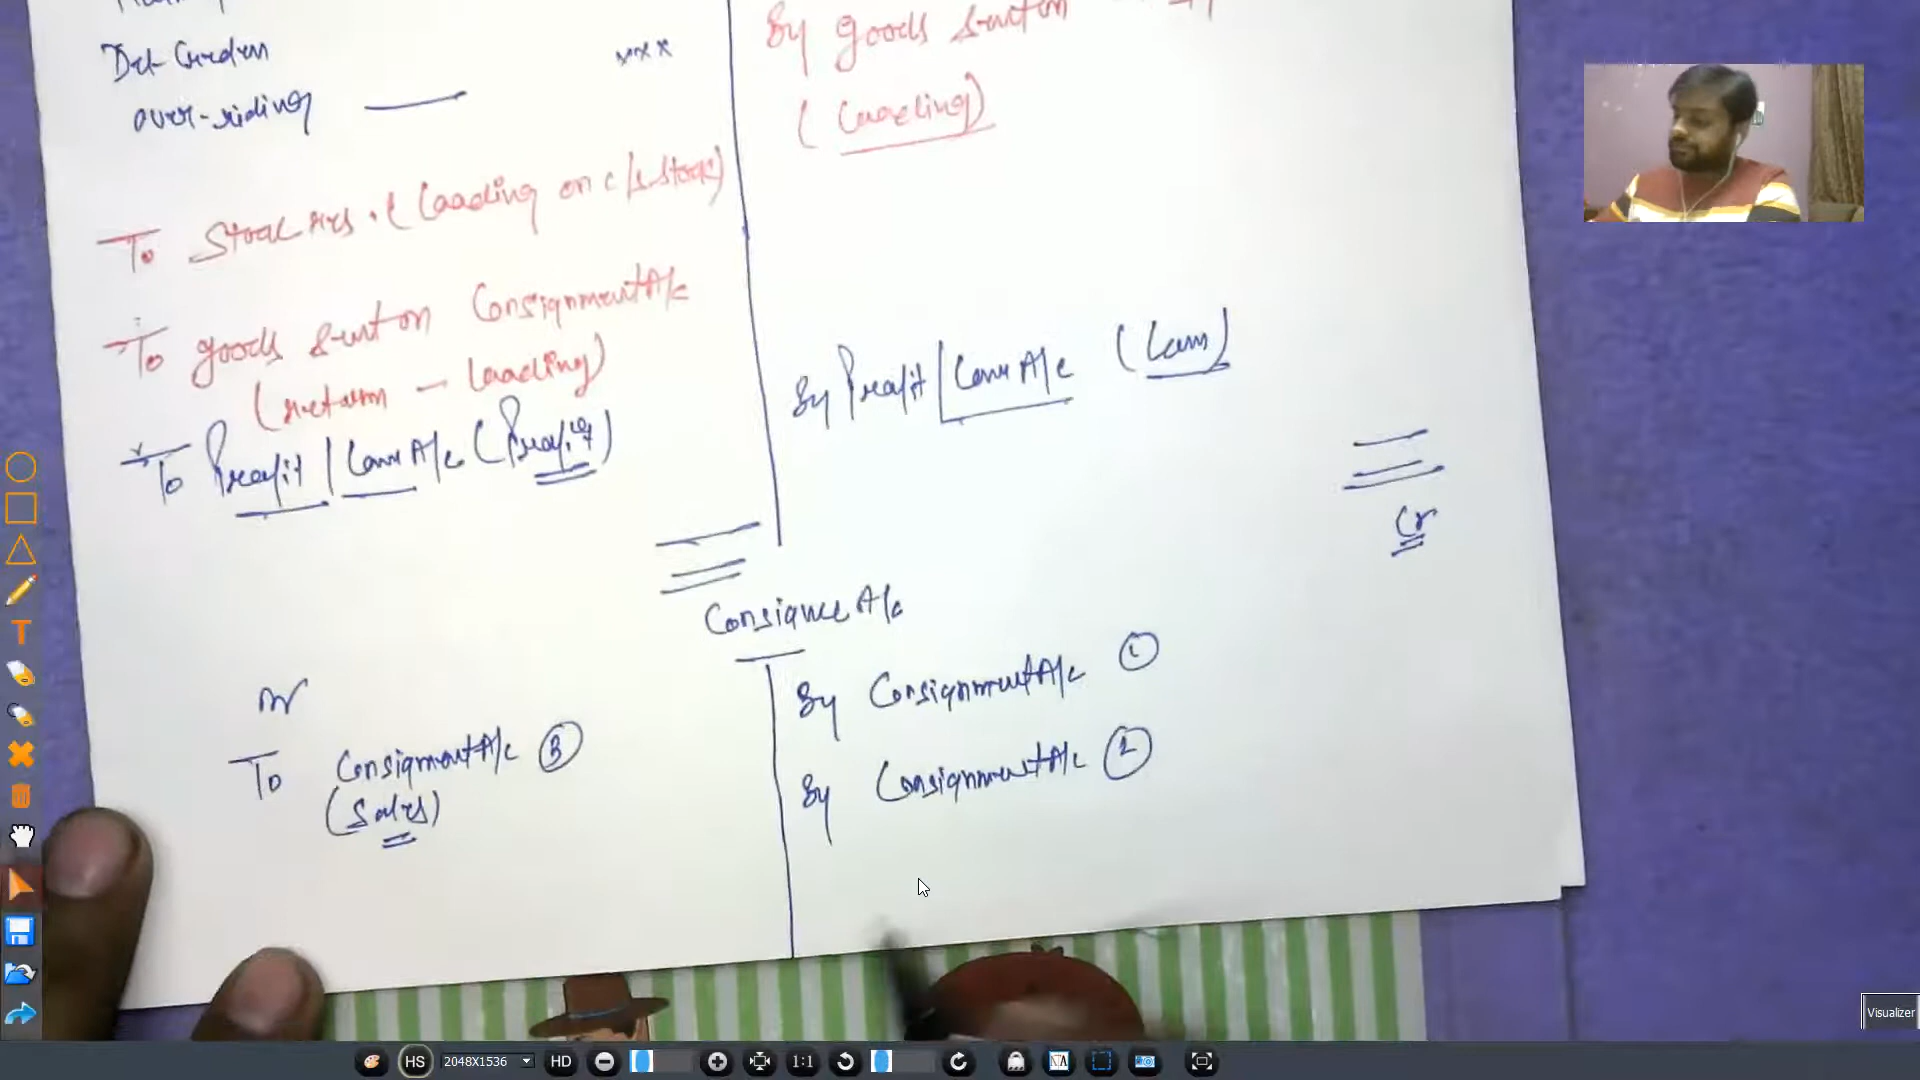 Del-Creden
over-riding
xxx
To Stock Res. (Loading on c/s stock)
To goods sent on Consignment A/c
(return - Loading)
To Profit / Loss A/c (Profit)
By goods sent on
(Loading)
By Profit / Loss A/c (Loss)
Cr
Consignee A/c
Dr
To Consignment A/c 3
(Sales)
By Consignment A/c 1
By Consignment A/c 2
T
HS 2048X1536 HD 1:1
Visualizer